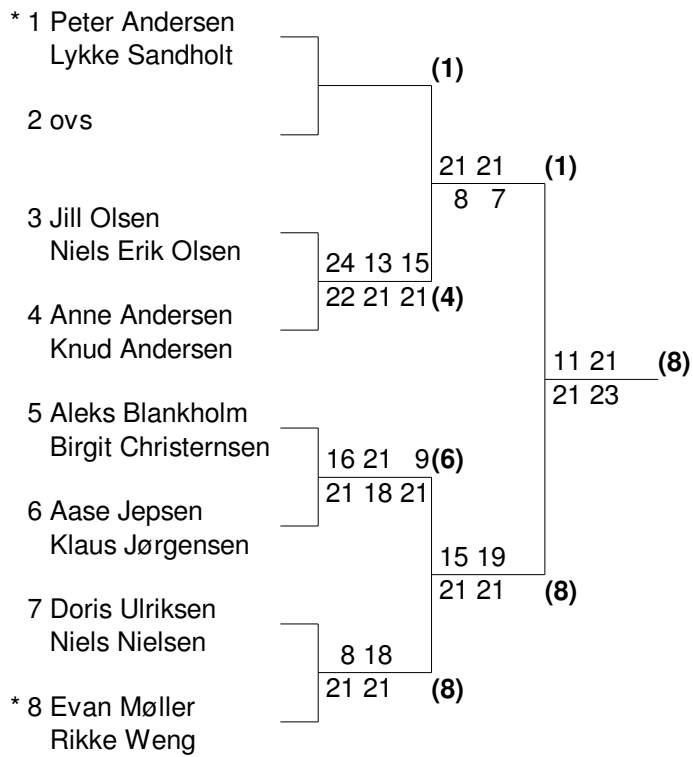 * 1 Peter Andersen
Lykke Sandholt
(1)
2 ovs
21 21 (1)
8 7
3 Jill Olsen
Niels Erik Olsen
24 13 15
22 21 21 (4)
4 Anne Andersen
Knud Andersen
11 21 (8)
21 23
5 Aleks Blankholm
Birgit Christernsen
16 21 9 (6)
21 18 21
6 Aase Jepsen
Klaus Jørgensen
15 19
21 21 (8)
7 Doris Ulriksen
Niels Nielsen
8 18
21 21 (8)
* 8 Evan Møller
Rikke Weng